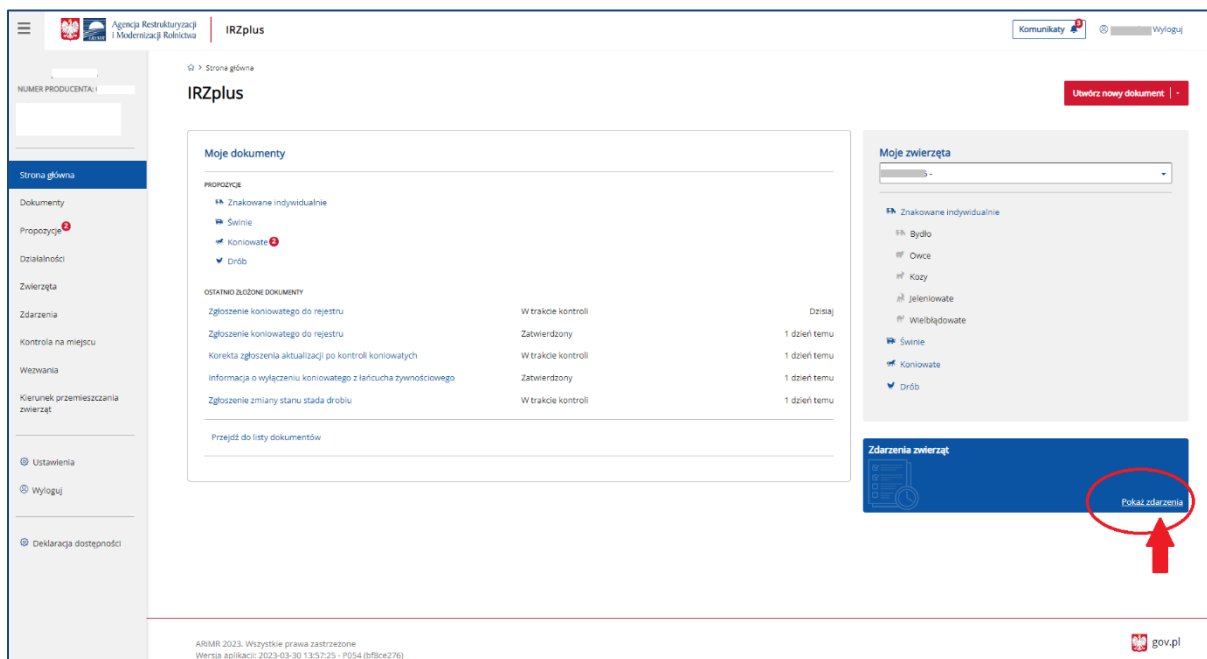 Agencja Restrukturyzacji
i Modernizacji Rolnictwa
IRZplus
Komunikaty 3
Wyloguj
NUMER PRODUCENTA:
Strona główna
Dokumenty
Propozycje 2
Działalności
Zwierzęta
Zdarzenia
Kontrola na miejscu
Wezwania
Kierunek przemieszczania
zwierząt
Ustawienia
Wyloguj
Deklaracja dostępności
> Strona główna
IRZplus
Utwórz nowy dokument
Moje dokumenty
PROPOZYCJE
Znakowane indywidualnie
Świnie
Koniowate 2
Drób
OSTATNIO ZŁOŻONE DOKUMENTY
Zgłoszenie koniowatego do rejestru W trakcie kontroli Dzisiaj
Zgłoszenie koniowatego do rejestru Zatwierdzony 1 dzień temu
Korekta zgłoszenia aktualizacji po kontroli koniowatych W trakcie kontroli 1 dzień temu
Informacja o wyłączeniu koniowatego z łańcucha żywnościowego Zatwierdzony 1 dzień temu
Zgłoszenie zmiany stanu stada drobiu W trakcie kontroli 1 dzień temu
Przejdź do listy dokumentów
Moje zwierzęta
Znakowane indywidualnie
Bydło
Owce
Kozy
Jeleniowate
Wielbłądowate
Świnie
Koniowate
Drób
Zdarzenia zwierząt
Pokaż zdarzenia
ARiMR 2023. Wszystkie prawa zastrzeżone
Wersja aplikacji: 2023-03-30 13:57:25 - P054 (bf8ce276)
gov.pl